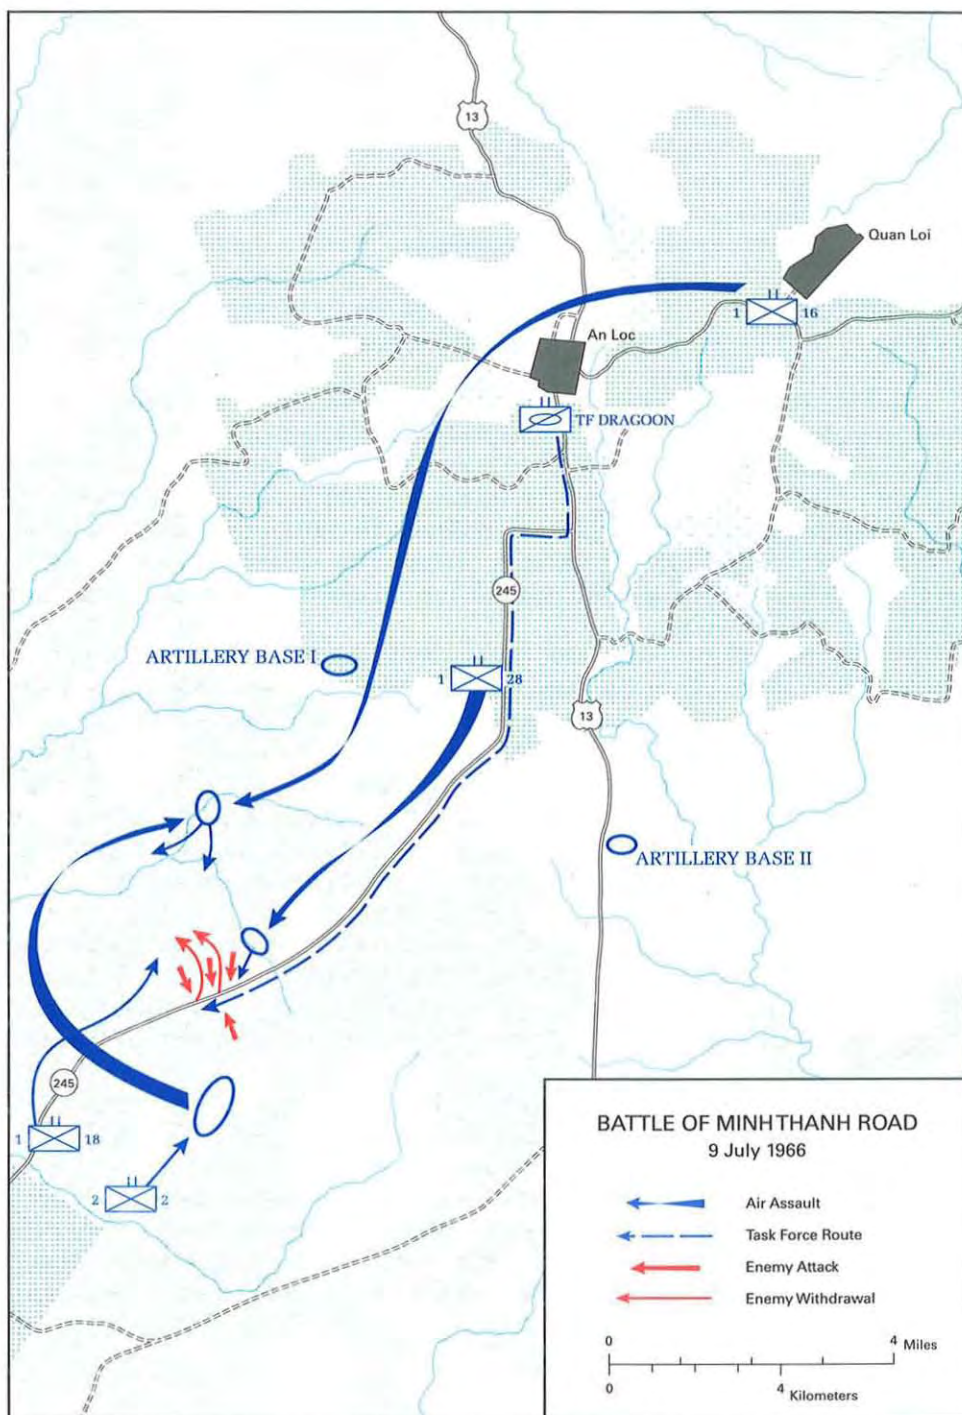 13
Quan Loi
1 16
An Loc
TF DRAGOON
245
ARTILLERY BASE I
1 28
13
ARTILLERY BASE II
245
1 18
2 2
BATTLE OF MINH THANH ROAD
9 July 1966
Air Assault
Task Force Route
Enemy Attack
Enemy Withdrawal
0 4 Miles
0 4
Kilometers